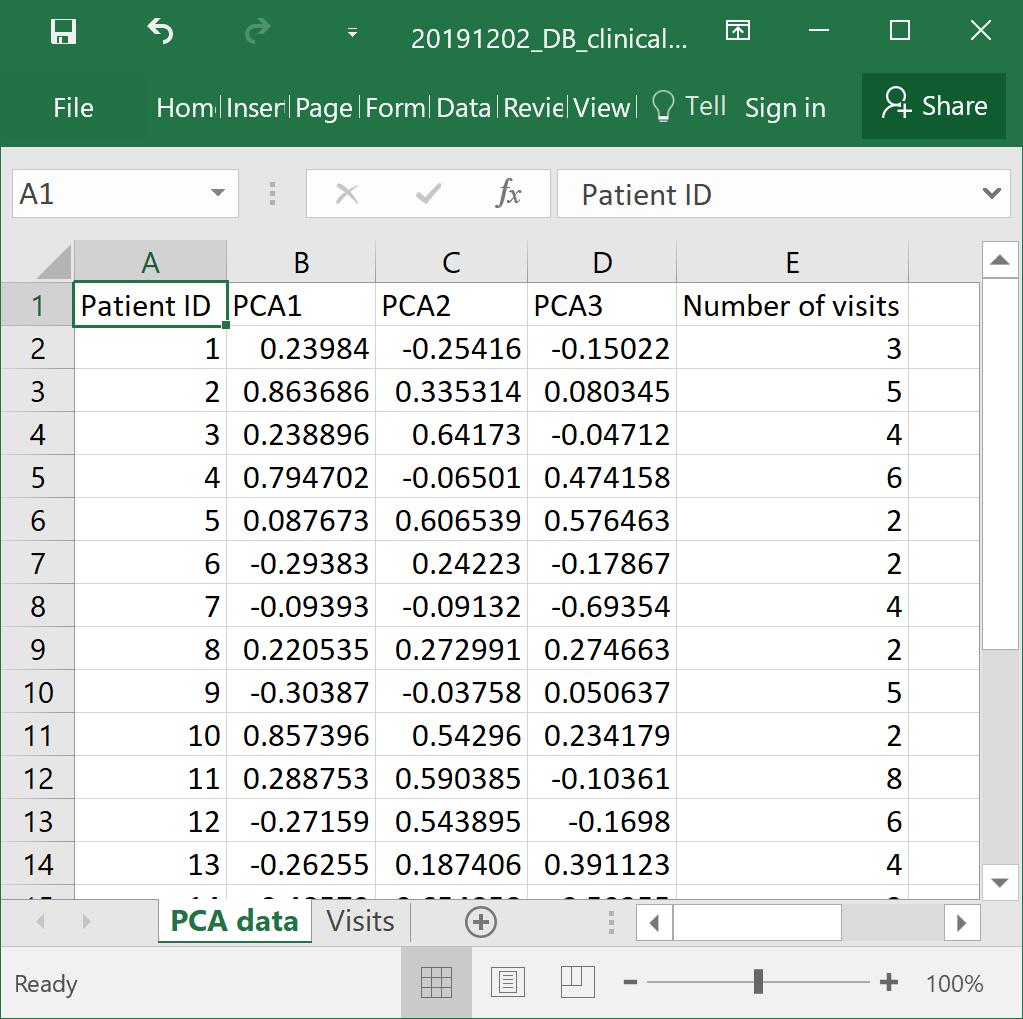 20191202_DB_clinical...
File Hom Inser Page Form Data Revie View Tell Sign in Share
A1 fx Patient ID
A B C D E
1 Patient ID PCA1 PCA2 PCA3 Number of visits
2 1 0.23984 -0.25416 -0.15022 3
3 2 0.863686 0.335314 0.080345 5
4 3 0.238896 0.64173 -0.04712 4
5 4 0.794702 -0.06501 0.474158 6
6 5 0.087673 0.606539 0.576463 2
7 6 -0.29383 0.24223 -0.17867 2
8 7 -0.09393 -0.09132 -0.69354 4
9 8 0.220535 0.272991 0.274663 2
10 9 -0.30387 -0.03758 0.050637 5
11 10 0.857396 0.54296 0.234179 2
12 11 0.288753 0.590385 -0.10361 8
13 12 -0.27159 0.543895 -0.1698 6
14 13 -0.26255 0.187406 0.391123 4
PCA data Visits
Ready 100%